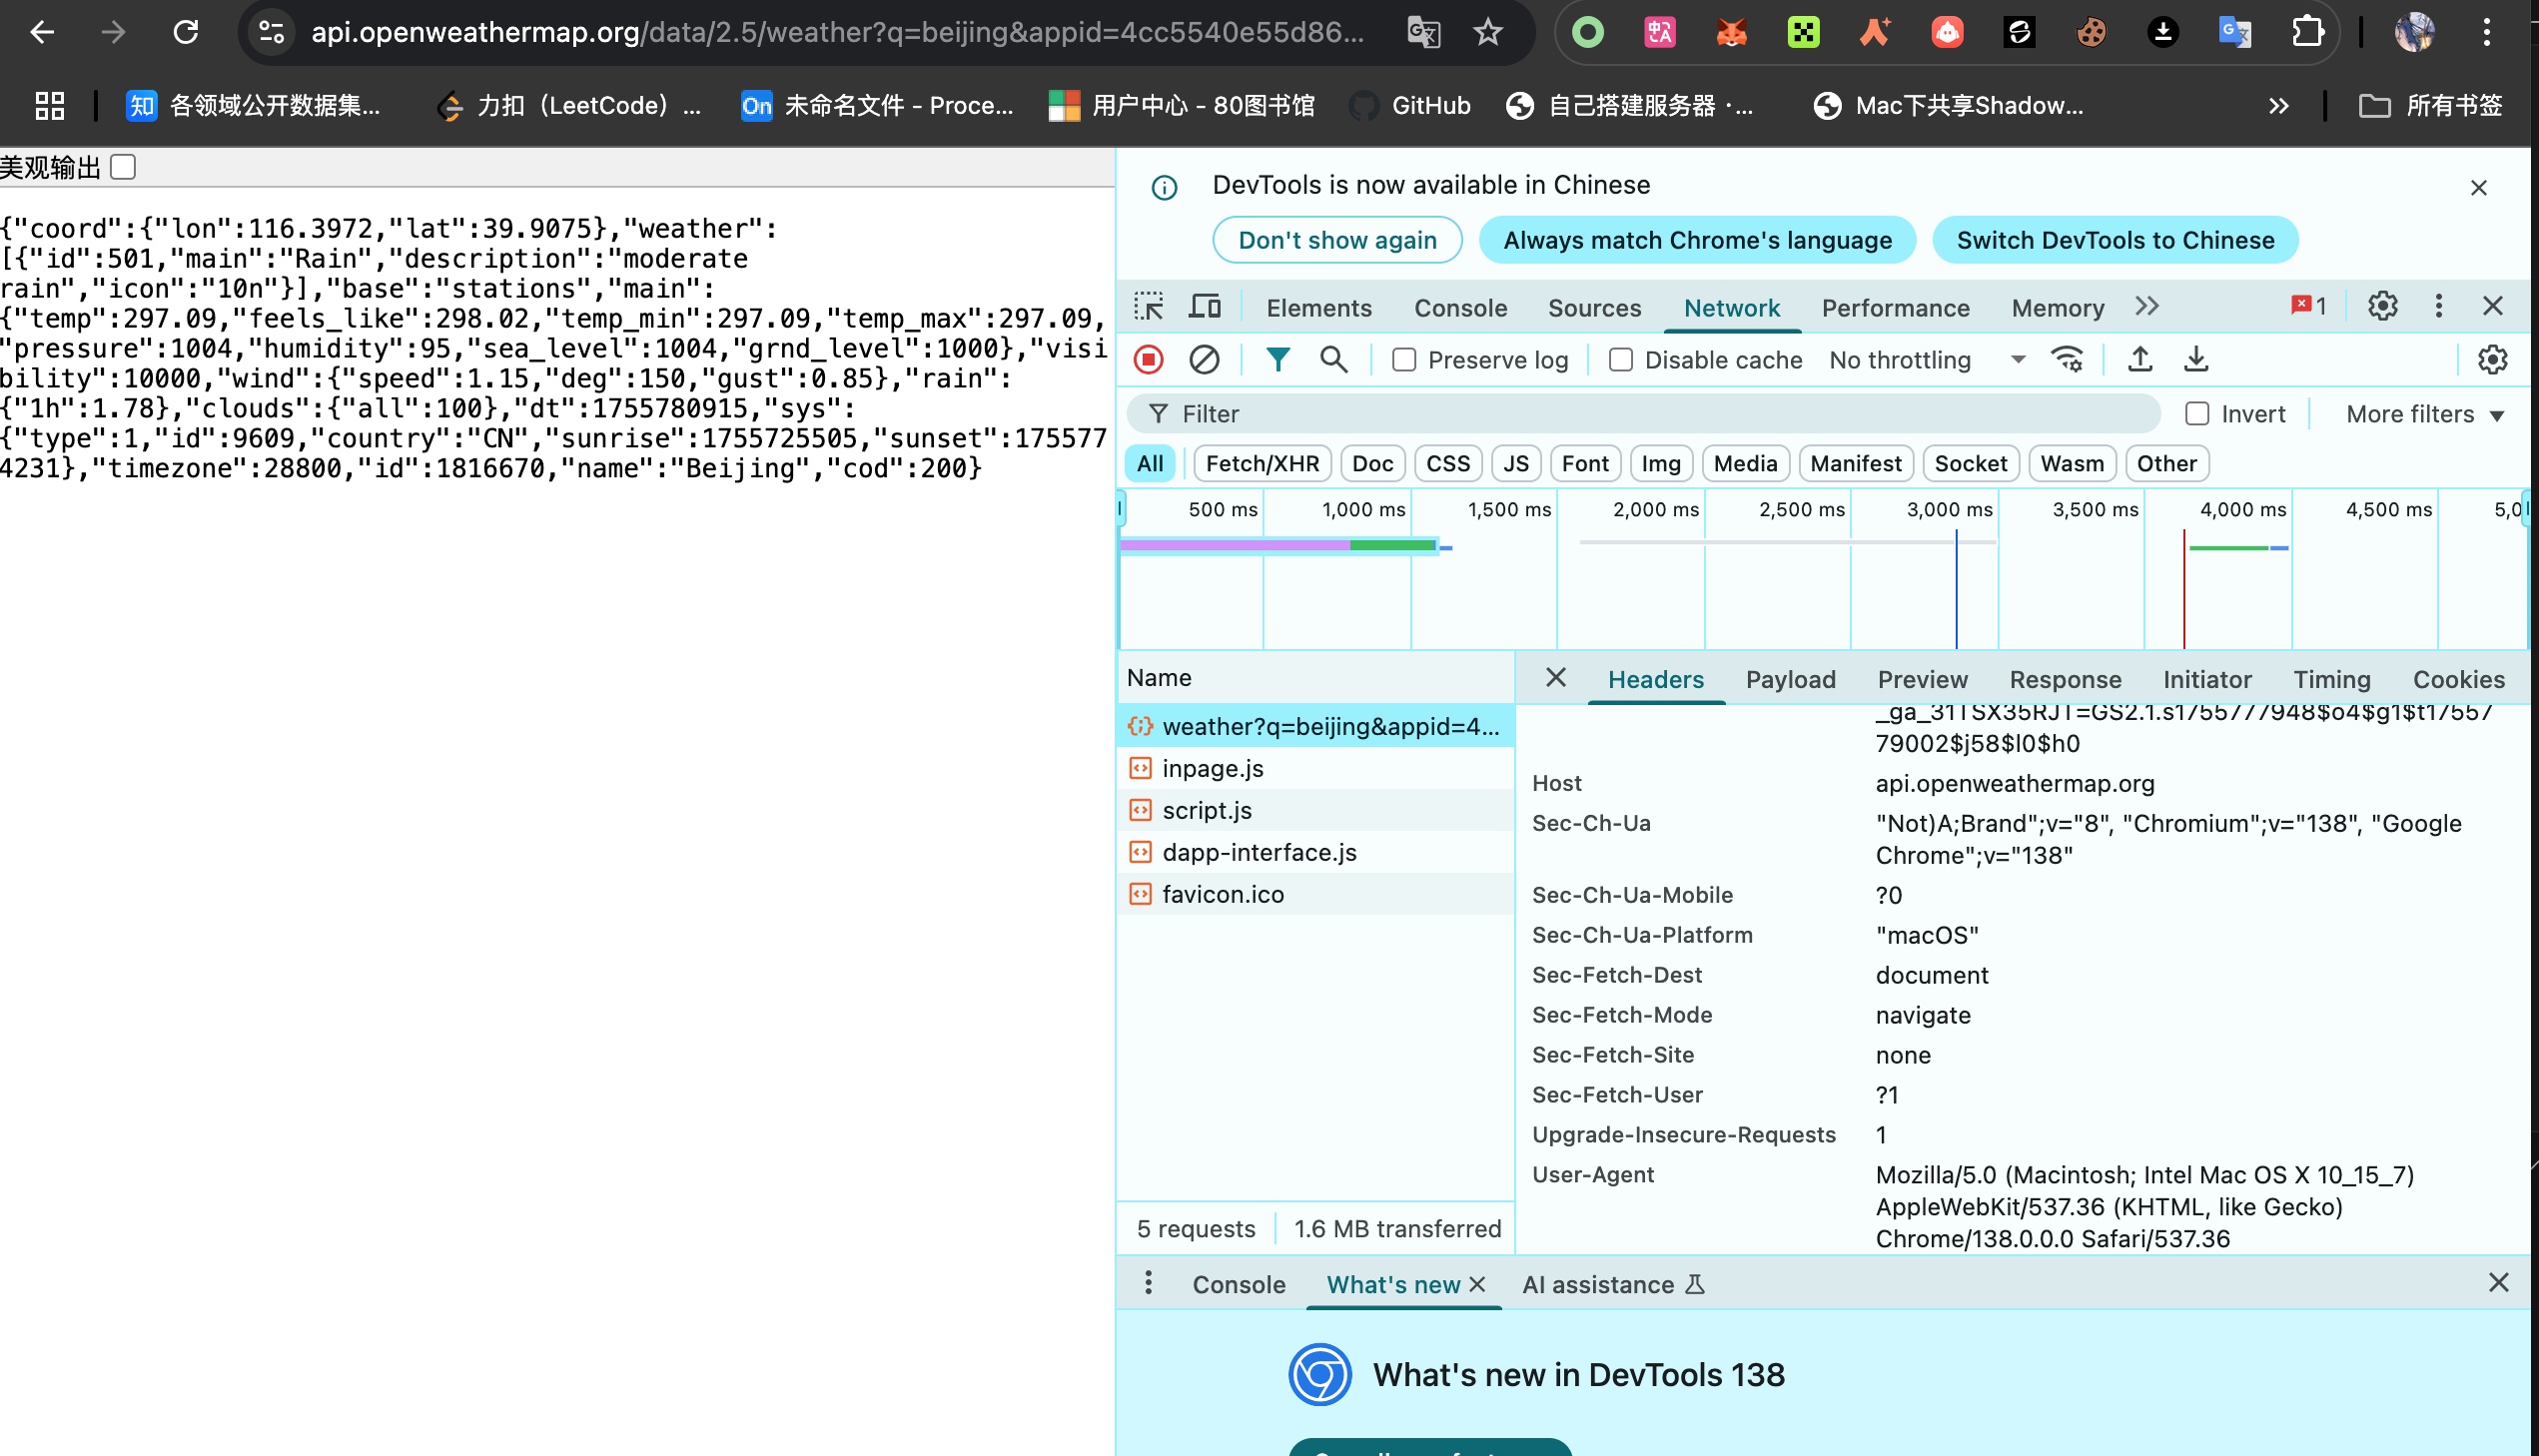 api.openweathermap.org/data/2.5/weather?q=beijing&appid=4cc5540e55d86...
知 各领域公开数据集...
力扣（LeetCode）...
On 未命名文件 - Proce...
用户中心 - 80图书馆
GitHub
自己搭建服务器 ·...
Mac下共享Shadow...
所有书签
美观输出
{"coord":{"lon":116.3972,"lat":39.9075},"weather":
[{"id":501,"main":"Rain","description":"moderate
rain","icon":"10n"}],"base":"stations","main":
{"temp":297.09,"feels_like":298.02,"temp_min":297.09,"temp_max":297.09,
"pressure":1004,"humidity":95,"sea_level":1004,"grnd_level":1000},"visi
bility":10000,"wind":{"speed":1.15,"deg":150,"gust":0.85},"rain":
{"1h":1.78},"clouds":{"all":100},"dt":1755780915,"sys":
{"type":1,"id":9609,"country":"CN","sunrise":1755725505,"sunset":175577
4231},"timezone":28800,"id":1816670,"name":"Beijing","cod":200}
DevTools is now available in Chinese
Don't show again
Always match Chrome's language
Switch DevTools to Chinese
Elements Console Sources Network Performance Memory
1
Preserve log Disable cache No throttling
Filter
Invert More filters
All Fetch/XHR Doc CSS JS Font Img Media Manifest Socket Wasm Other
500 ms 1,000 ms 1,500 ms 2,000 ms 2,500 ms 3,000 ms 3,500 ms 4,000 ms 4,500 ms 5,0
Name
weather?q=beijing&appid=4...
inpage.js
script.js
dapp-interface.js
favicon.ico
5 requests 1.6 MB transferred
Headers Payload Preview Response Initiator Timing Cookies
_ga_31TSX35RJT=GS2.1.s1755777948$o4$g1$t17557
79002$j58$l0$h0
Host api.openweathermap.org
Sec-Ch-Ua "Not)A;Brand";v="8", "Chromium";v="138", "Google
Chrome";v="138"
Sec-Ch-Ua-Mobile ?0
Sec-Ch-Ua-Platform "macOS"
Sec-Fetch-Dest document
Sec-Fetch-Mode navigate
Sec-Fetch-Site none
Sec-Fetch-User ?1
Upgrade-Insecure-Requests 1
User-Agent Mozilla/5.0 (Macintosh; Intel Mac OS X 10_15_7)
AppleWebKit/537.36 (KHTML, like Gecko)
Chrome/138.0.0.0 Safari/537.36
Console What's new AI assistance
What's new in DevTools 138